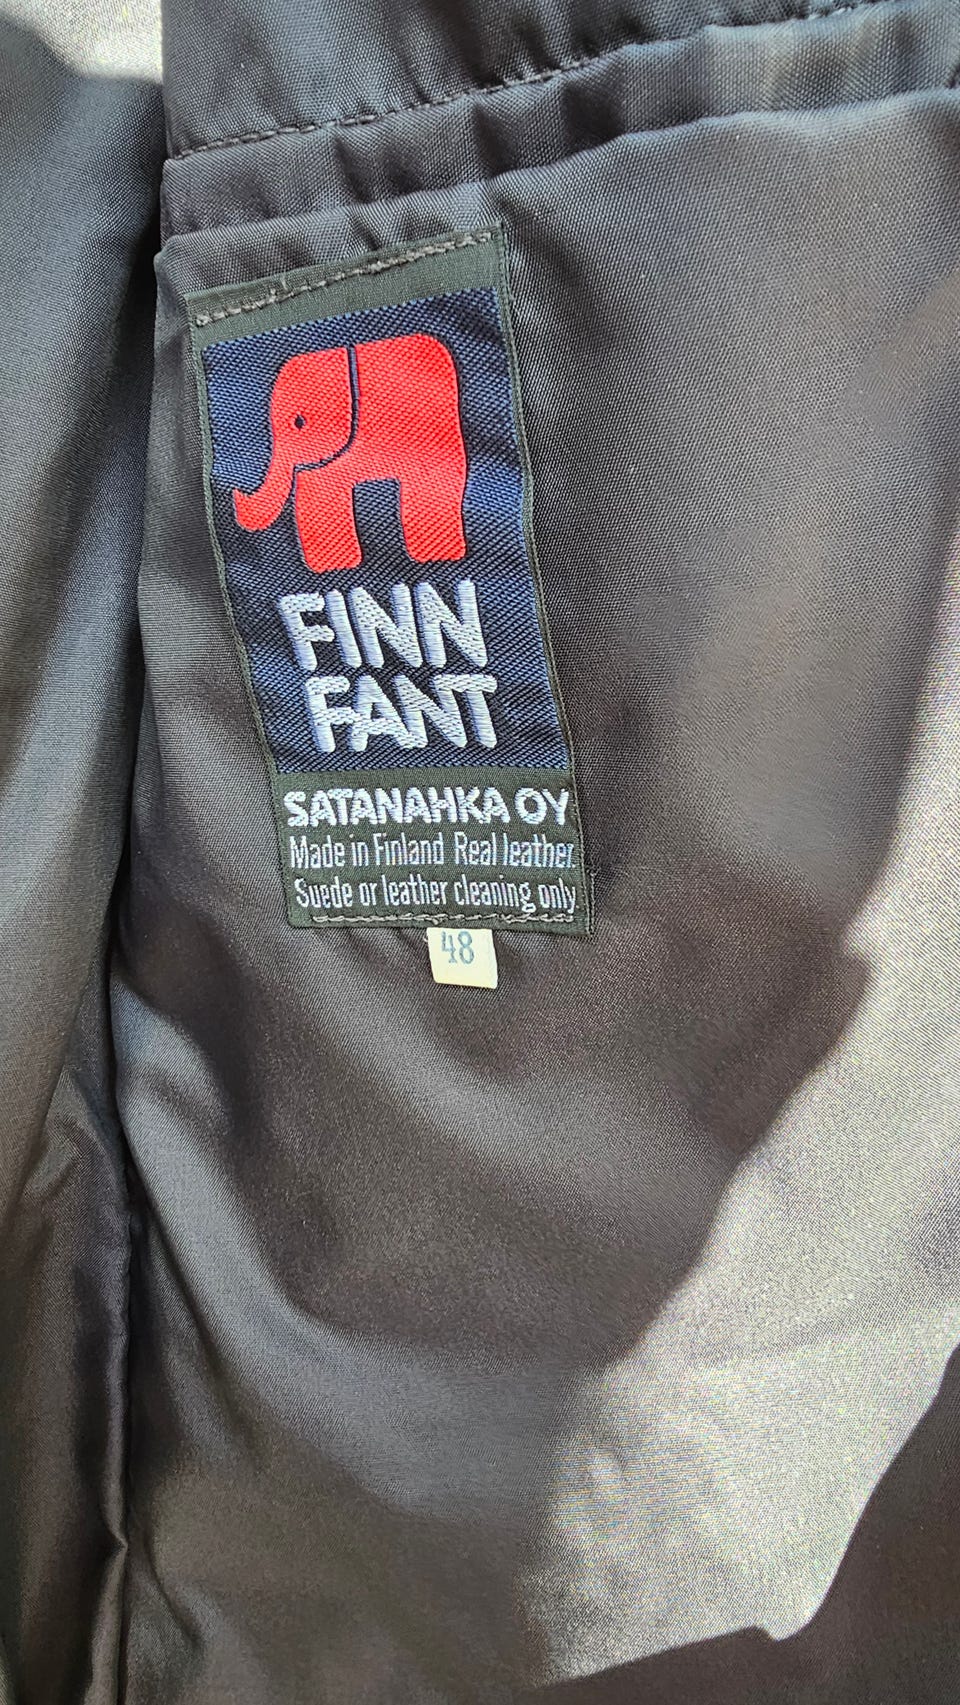 FINN
FANT
SATANAHKA OY
Made in Finland Real leather.
Suede or leather cleaning only.
48